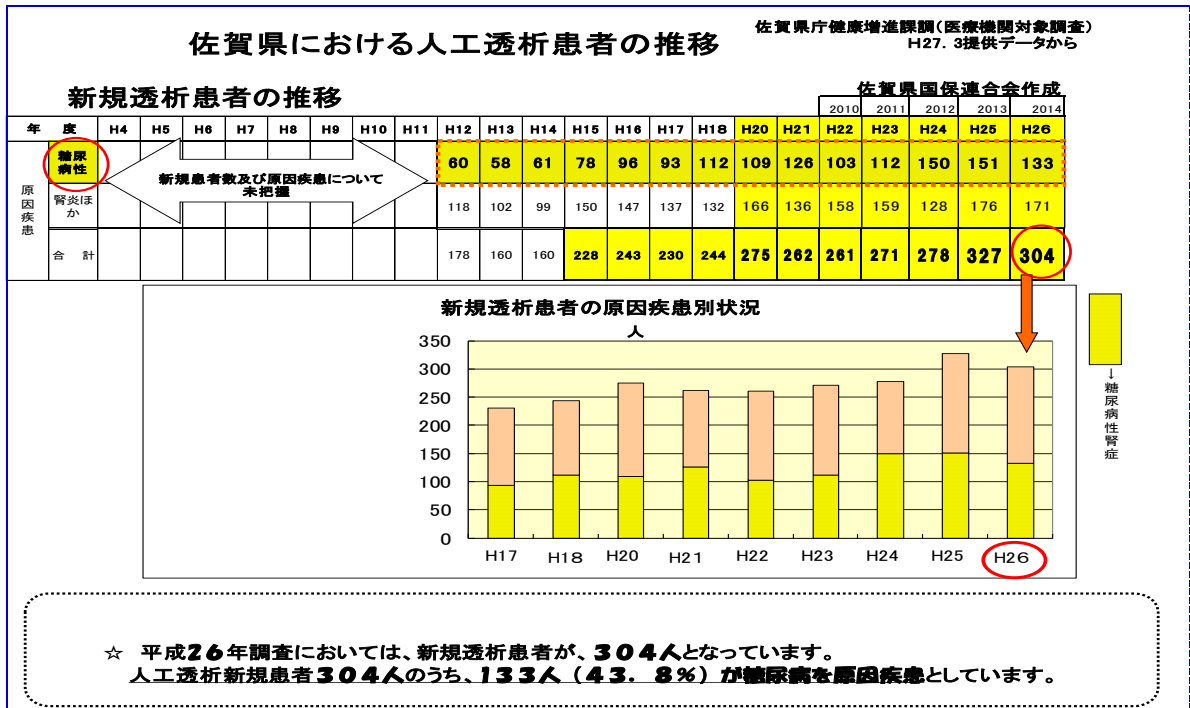 佐賀県における人工透析患者の推移
佐賀県庁健康増進課調(医療機関対象調査)
H27. 3提供データから
新規透析患者の推移
佐賀県国保連合会作成
2010 2011 2012 2013 2014
年 度 H4 H5 H6 H7 H8 H9 H10 H11 H12 H13 H14 H15 H16 H17 H18 H20 H21 H22 H23 H24 H25 H26
原因疾患
糖尿病性 60 58 61 78 96 93 112 109 126 103 112 150 151 133
新規患者数及び原因疾患について
未把握
腎炎ほか 118 102 99 150 147 137 132 166 136 158 159 128 176 171
合 計 178 160 160 228 243 230 244 275 262 261 271 278 327 304
新規透析患者の原因疾患別状況
人
350
300
250
200
150
100
50
0
H17 H18 H20 H21 H22 H23 H24 H25 H26
↓糖尿病性腎症
☆ 平成26年調査においては、新規透析患者が、304人となっています。
人工透析新規患者304人のうち、133人(43. 8%)が糖尿病を原因疾患としています。